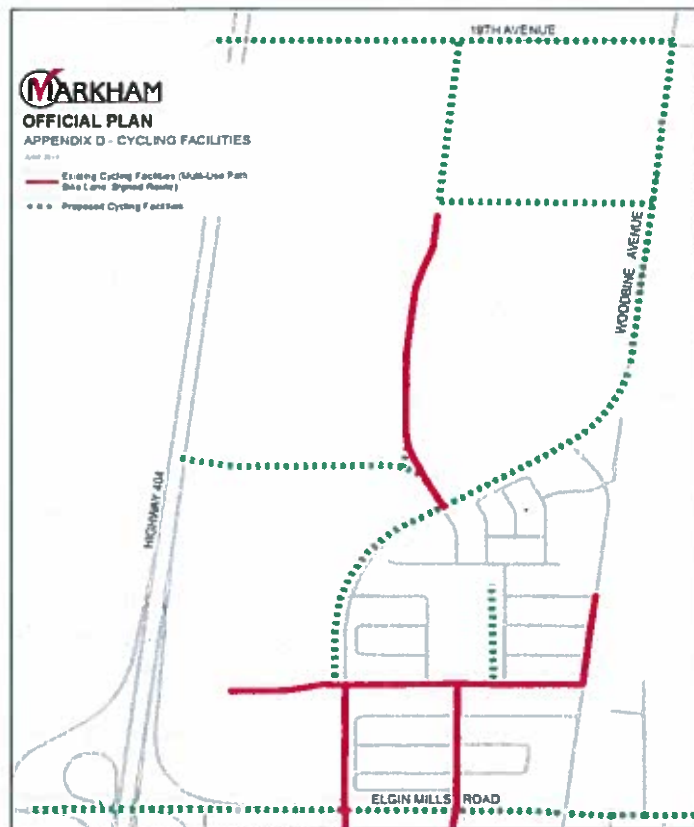 19TH AVENUE
MARKHAM
OFFICIAL PLAN
APPENDIX D - CYCLING FACILITIES
Existing Cycling Facilities (Multi-Use Path
Bike Lane Signed Route)
Proposed Cycling Facilities
WOODBINE AVENUE
HIGHWAY 404
ELGIN MILLS ROAD